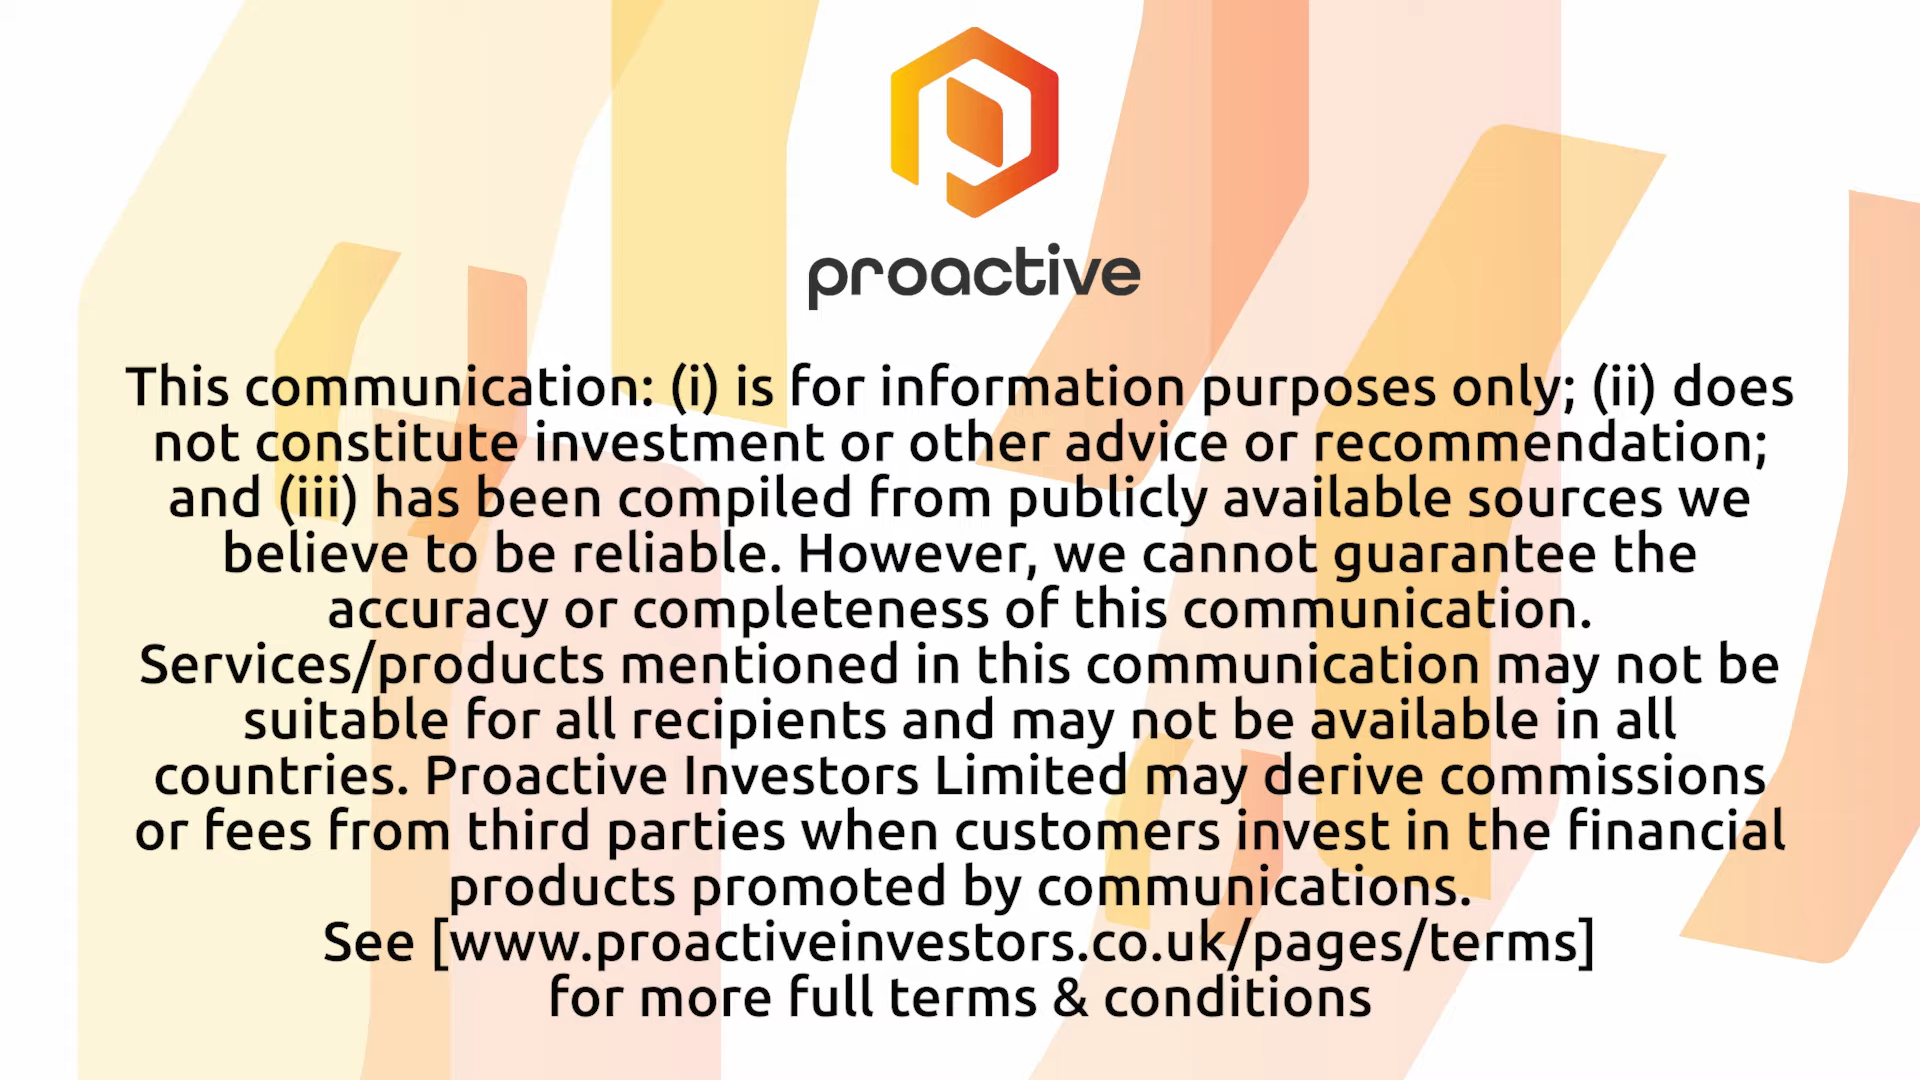 proactive
This communication: (i) is for information purposes only; (ii) does
not constitute investment or other advice or recommendation;
and (iii) has been compiled from publicly available sources we
believe to be reliable. However, we cannot guarantee the
accuracy or completeness of this communication.
Services/products mentioned in this communication may not be
suitable for all recipients and may not be available in all
countries. Proactive Investors Limited may derive commissions
or fees from third parties when customers invest in the financial
products promoted by communications.
See [www.proactiveinvestors.co.uk/pages/terms]
for more full terms & conditions